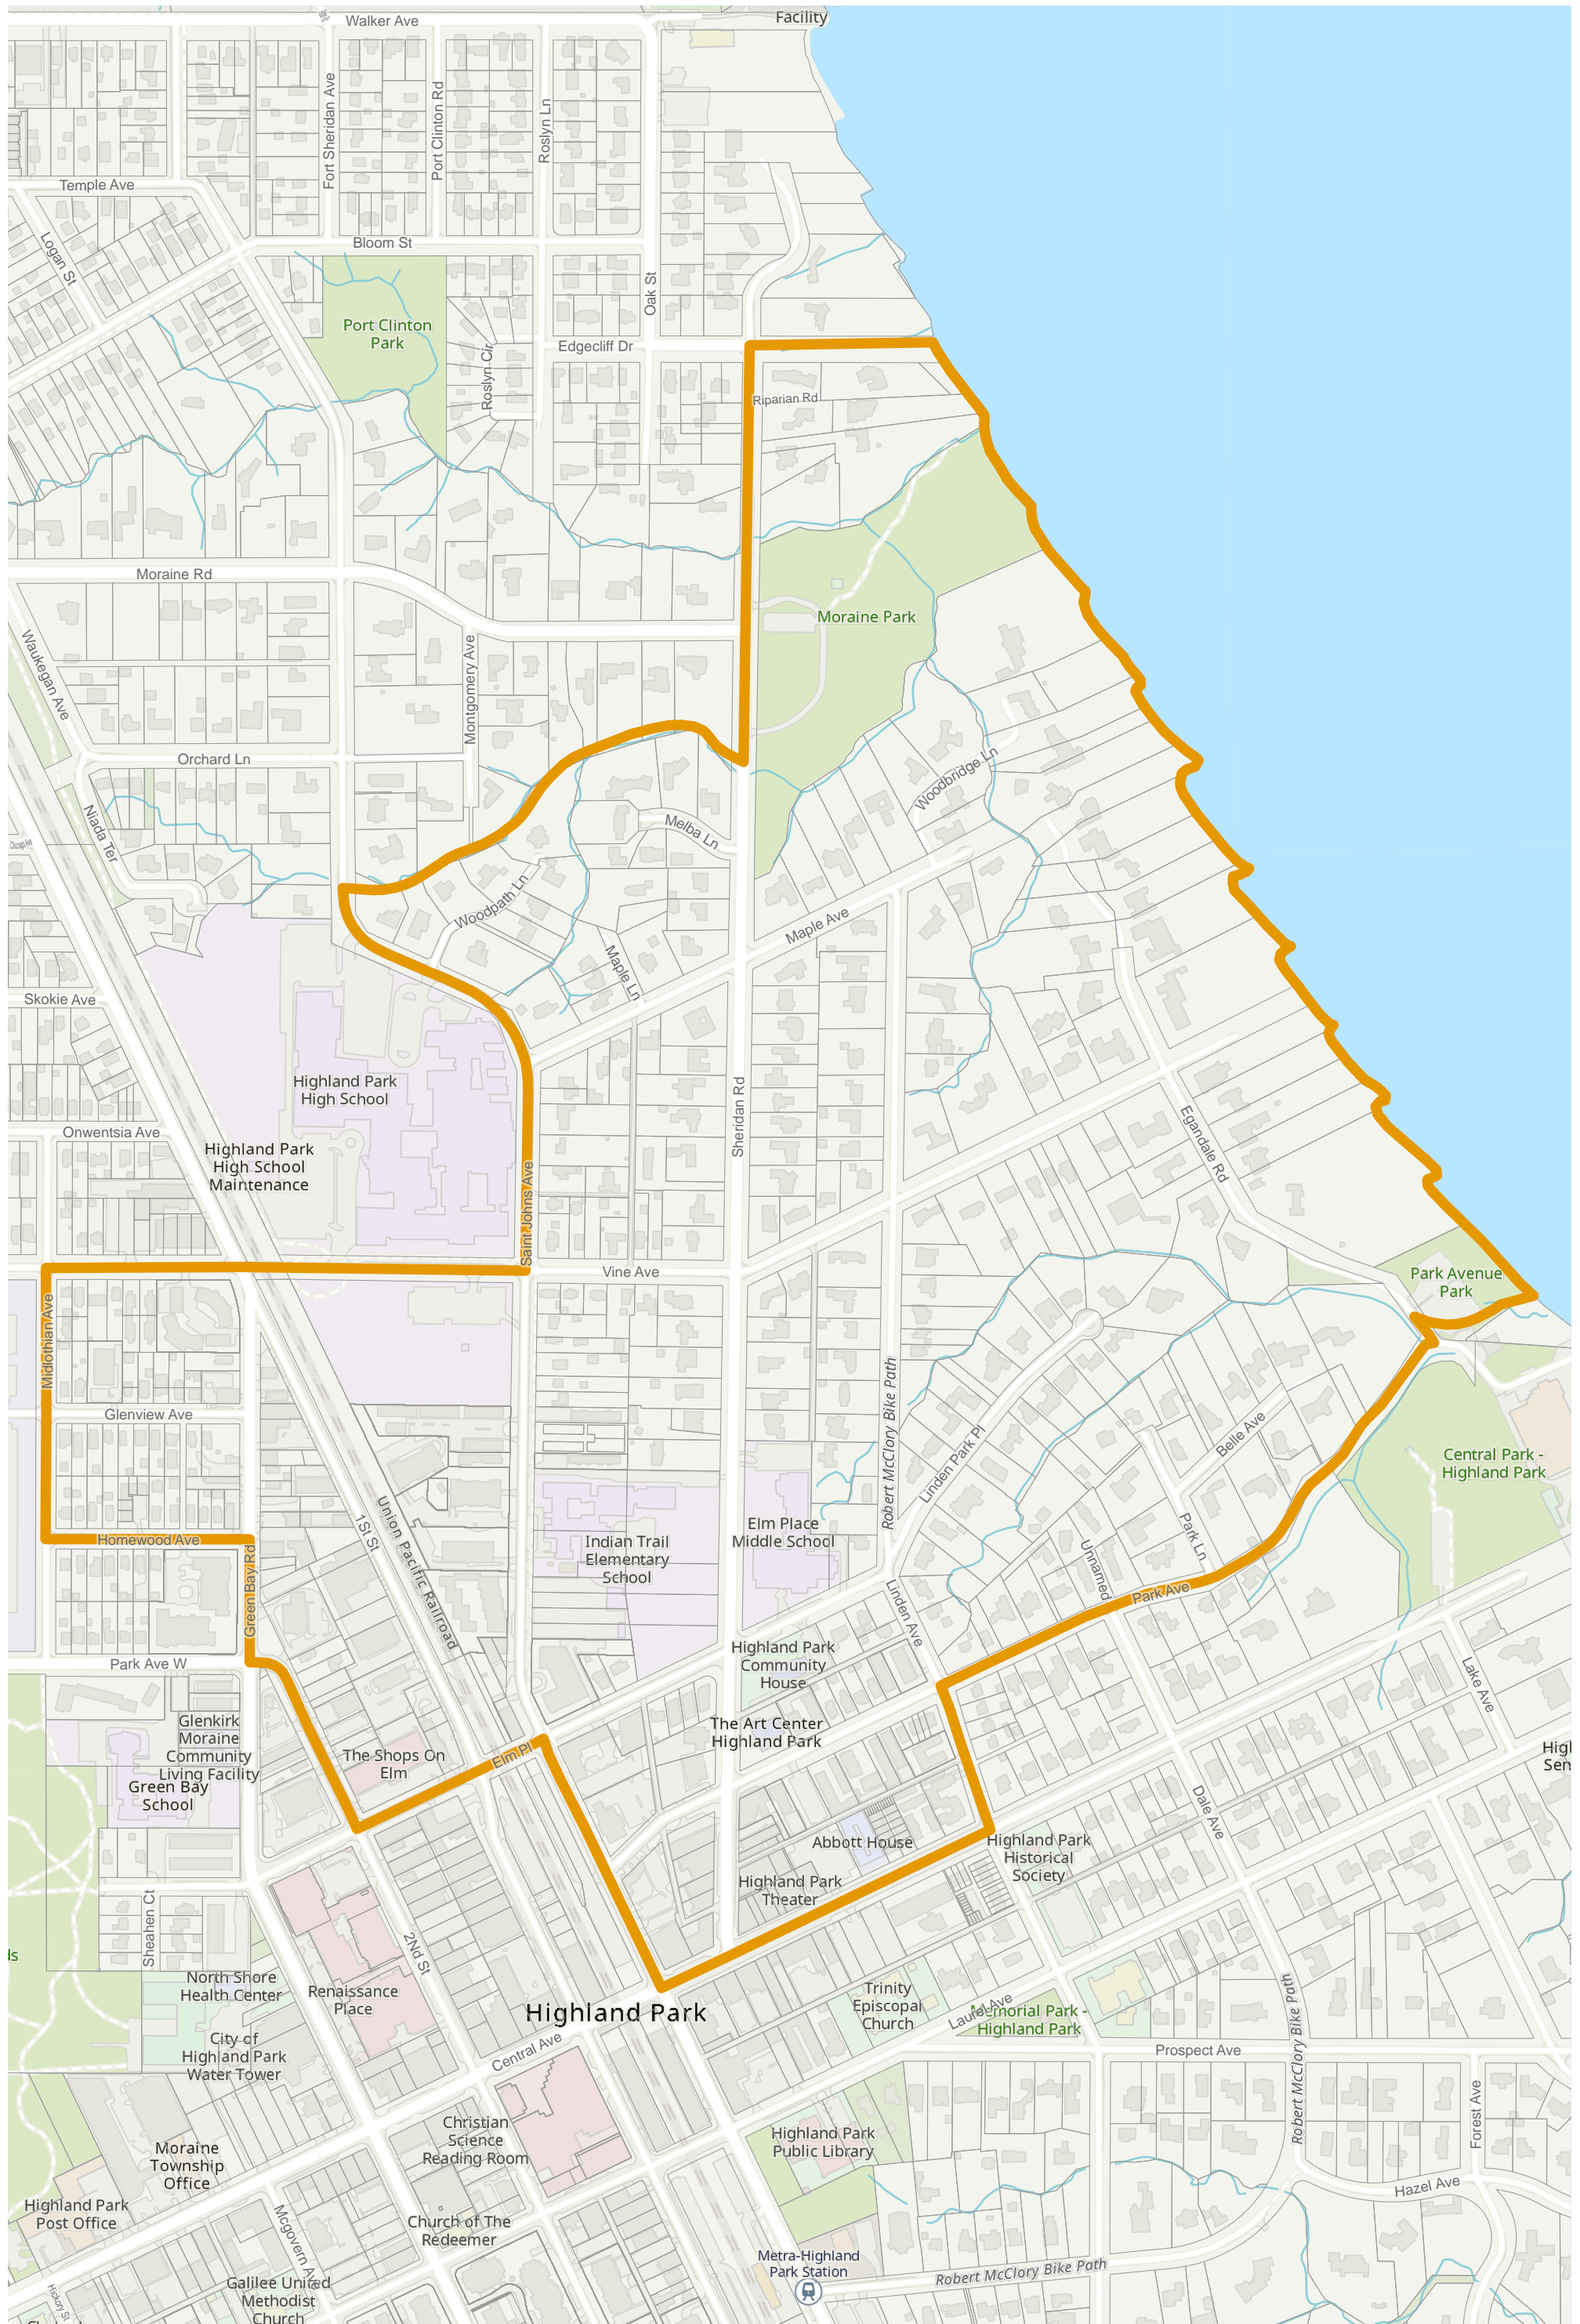 Facility
Walker Ave
Fort Sheridan Ave
Port Clinton Rd
Roslyn Ln
Temple Ave
Logan St
Bloom St
Oak St
Port Clinton
Park
Edgecliff Dr
Roslyn Cir
Riparian Rd
Moraine Rd
Moraine Park
Waukegan Ave
Montgomery Ave
Orchard Ln
Woodbridge Ln
Niada Ter
Melba Ln
Chicago Ave
Woodpath Ln
Maple Ave
Maple Ln
Skokie Ave
Highland Park
High School
Sheridan Rd
Egandale Rd
Onwentsia Ave
Highland Park
High School
Maintenance
Saint Johns Ave
Vine Ave
Park Avenue
Park
Midlothian Ave
Glenview Ave
Robert McClory Bike Path
Linden Park Pl
Belle Ave
Central Park -
Highland Park
Union Pacific Railroad
1St St
Homewood Ave
Green Bay Rd
Indian Trail
Elementary
School
Elm Place
Middle School
Park Ln
Unnamed
Park Ave
Linden Ave
Park Ave W
Highland Park
Community
House
Lake Ave
Glenkirk
Moraine
Community
Living Facility
The Shops On
Elm
Elm Pl
The Art Center
Highland Park
Green Bay
School
High
Sen
Dale Ave
Abbott House
Highland Park
Historical
Society
Highland Park
Theater
Sheahen Ct
2Nd St
ds
North Shore
Health Center
Renaissance
Place
Highland Park
Trinity
Episcopal
Church
Laurel Ave
Memorial Park -
Highland Park
City of
Highland Park
Water Tower
Central Ave
Prospect Ave
Robert McClory Bike Path
Forest Ave
Christian
Science
Reading Room
Highland Park
Public Library
Moraine
Township
Office
Hazel Ave
Highland Park
Post Office
Mcgovern Ave
Church of The
Redeemer
Metra-Highland
Park Station
Robert McClory Bike Path
Galilee United
Methodist
Church
Hickory St